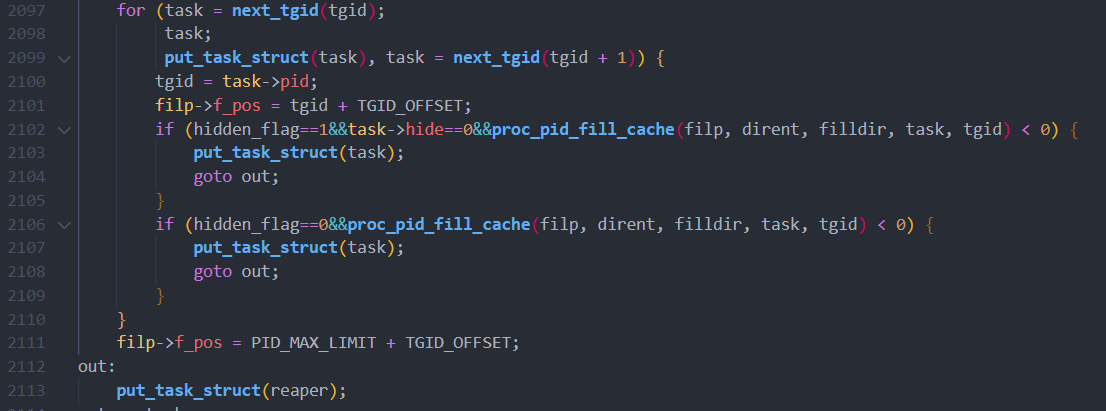 2097 for (task = next_tgid(tgid);
2098 task;
2099 put_task_struct(task), task = next_tgid(tgid + 1)) {
2100 tgid = task->pid;
2101 filp->f_pos = tgid + TGID_OFFSET;
2102 if (hidden_flag==1&&task->hide==0&&proc_pid_fill_cache(filp, dirent, filldir, task, tgid) < 0) {
2103 put_task_struct(task);
2104 goto out;
2105 }
2106 if (hidden_flag==0&&proc_pid_fill_cache(filp, dirent, filldir, task, tgid) < 0) {
2107 put_task_struct(task);
2108 goto out;
2109 }
2110 }
2111 filp->f_pos = PID_MAX_LIMIT + TGID_OFFSET;
2112 out:
2113 put_task_struct(reaper);